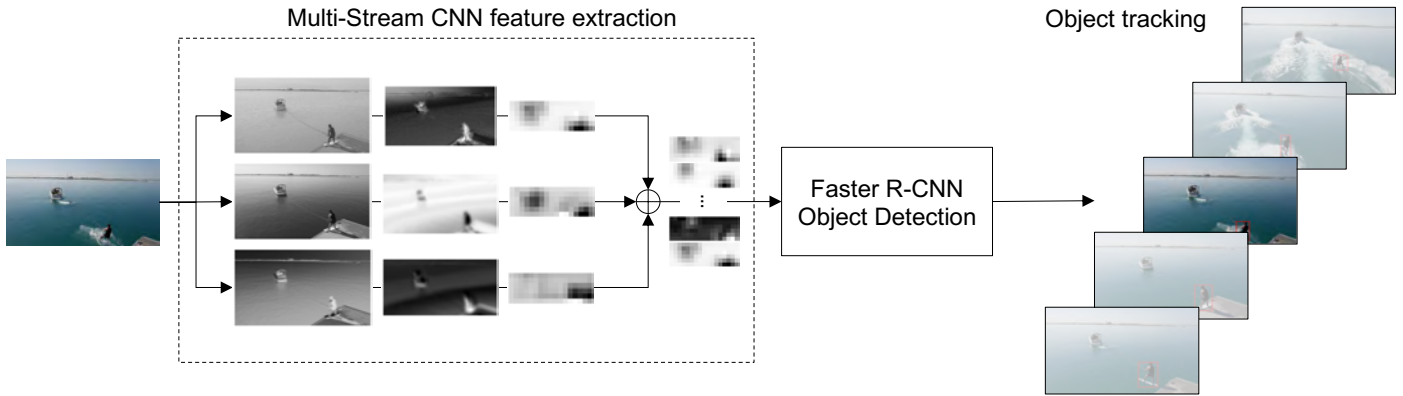 Multi-Stream CNN feature extraction
Object tracking
Faster R-CNN
Object Detection